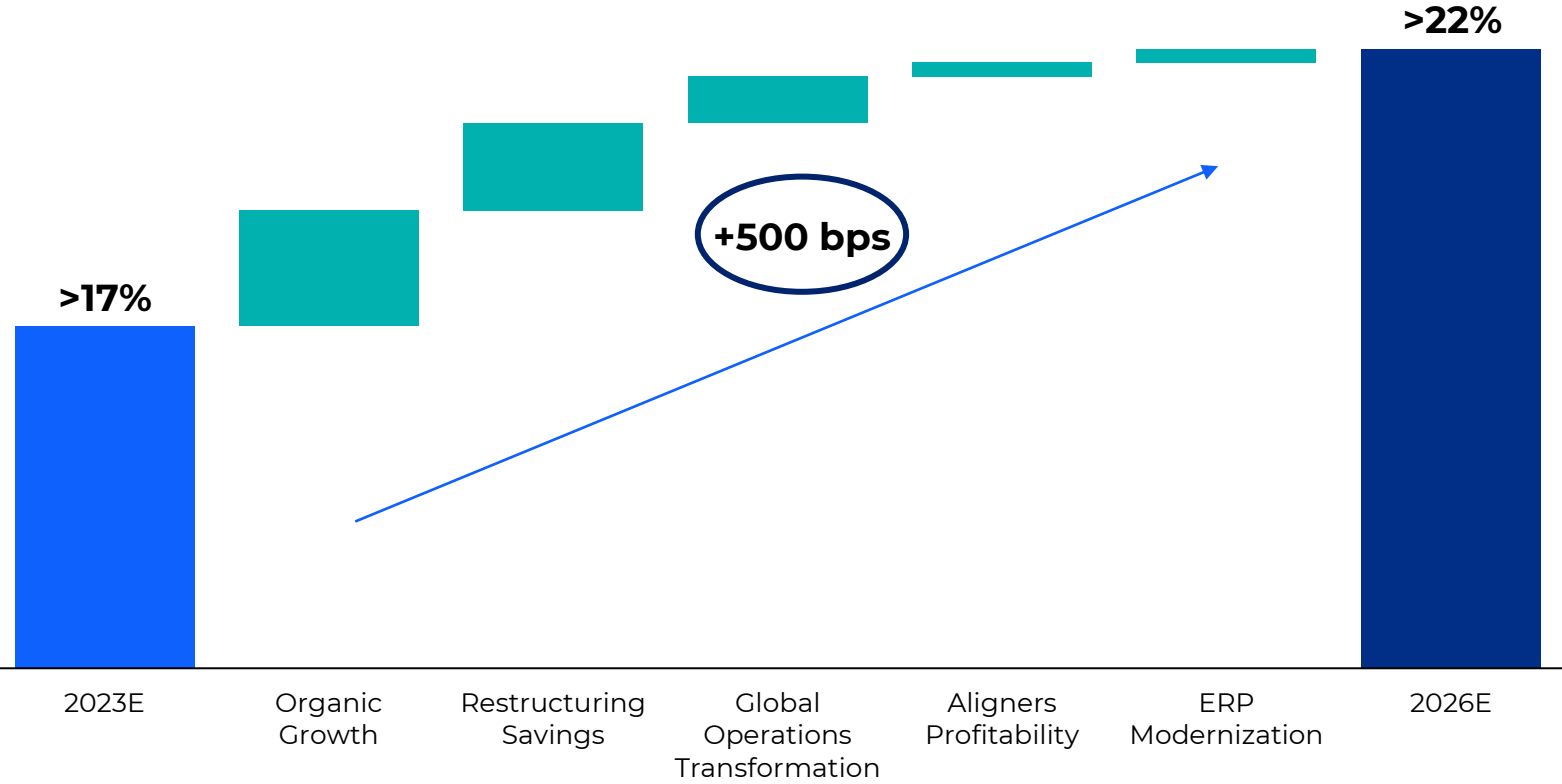 >22%
>17%
+500 bps
2023E
Organic
Growth
Restructuring
Savings
Global
Operations
Transformation
Aligners
Profitability
ERP
Modernization
2026E